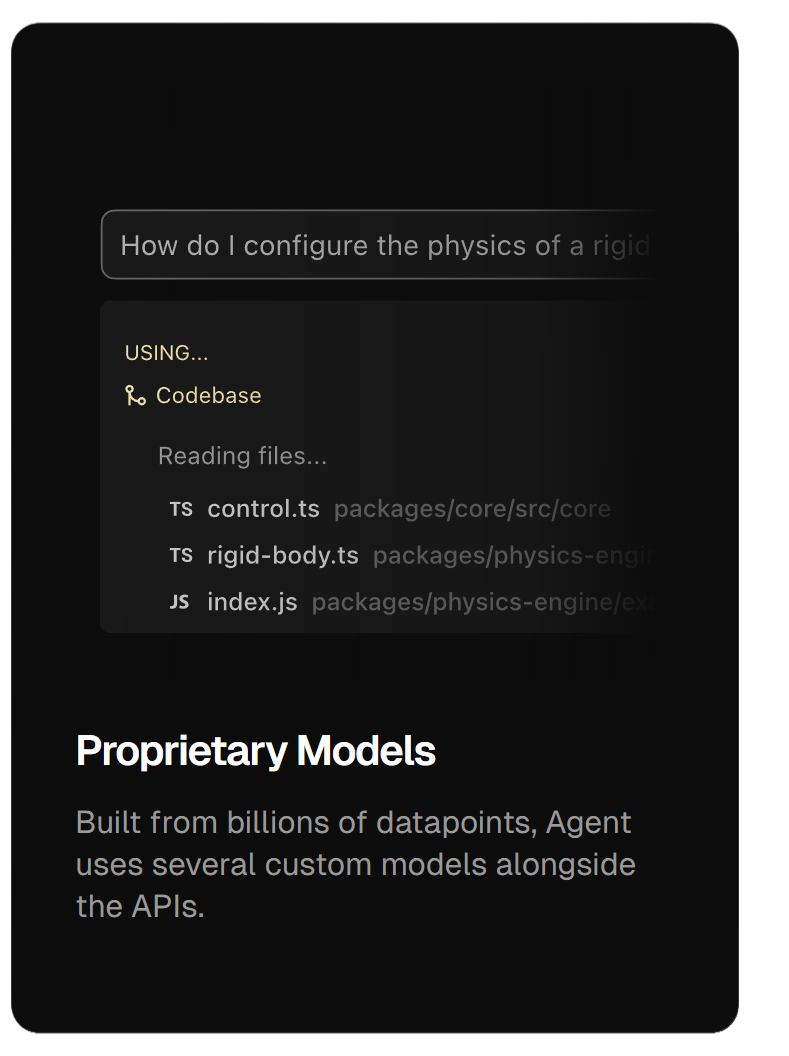 How do I configure the physics of a rigid
USING...
Codebase
Reading files...
TS control.ts packages/core/src/core
TS rigid-body.ts packages/physics-engin
JS index.js packages/physics-engine/exa
Proprietary Models
Built from billions of datapoints, Agent
uses several custom models alongside
the APIs.